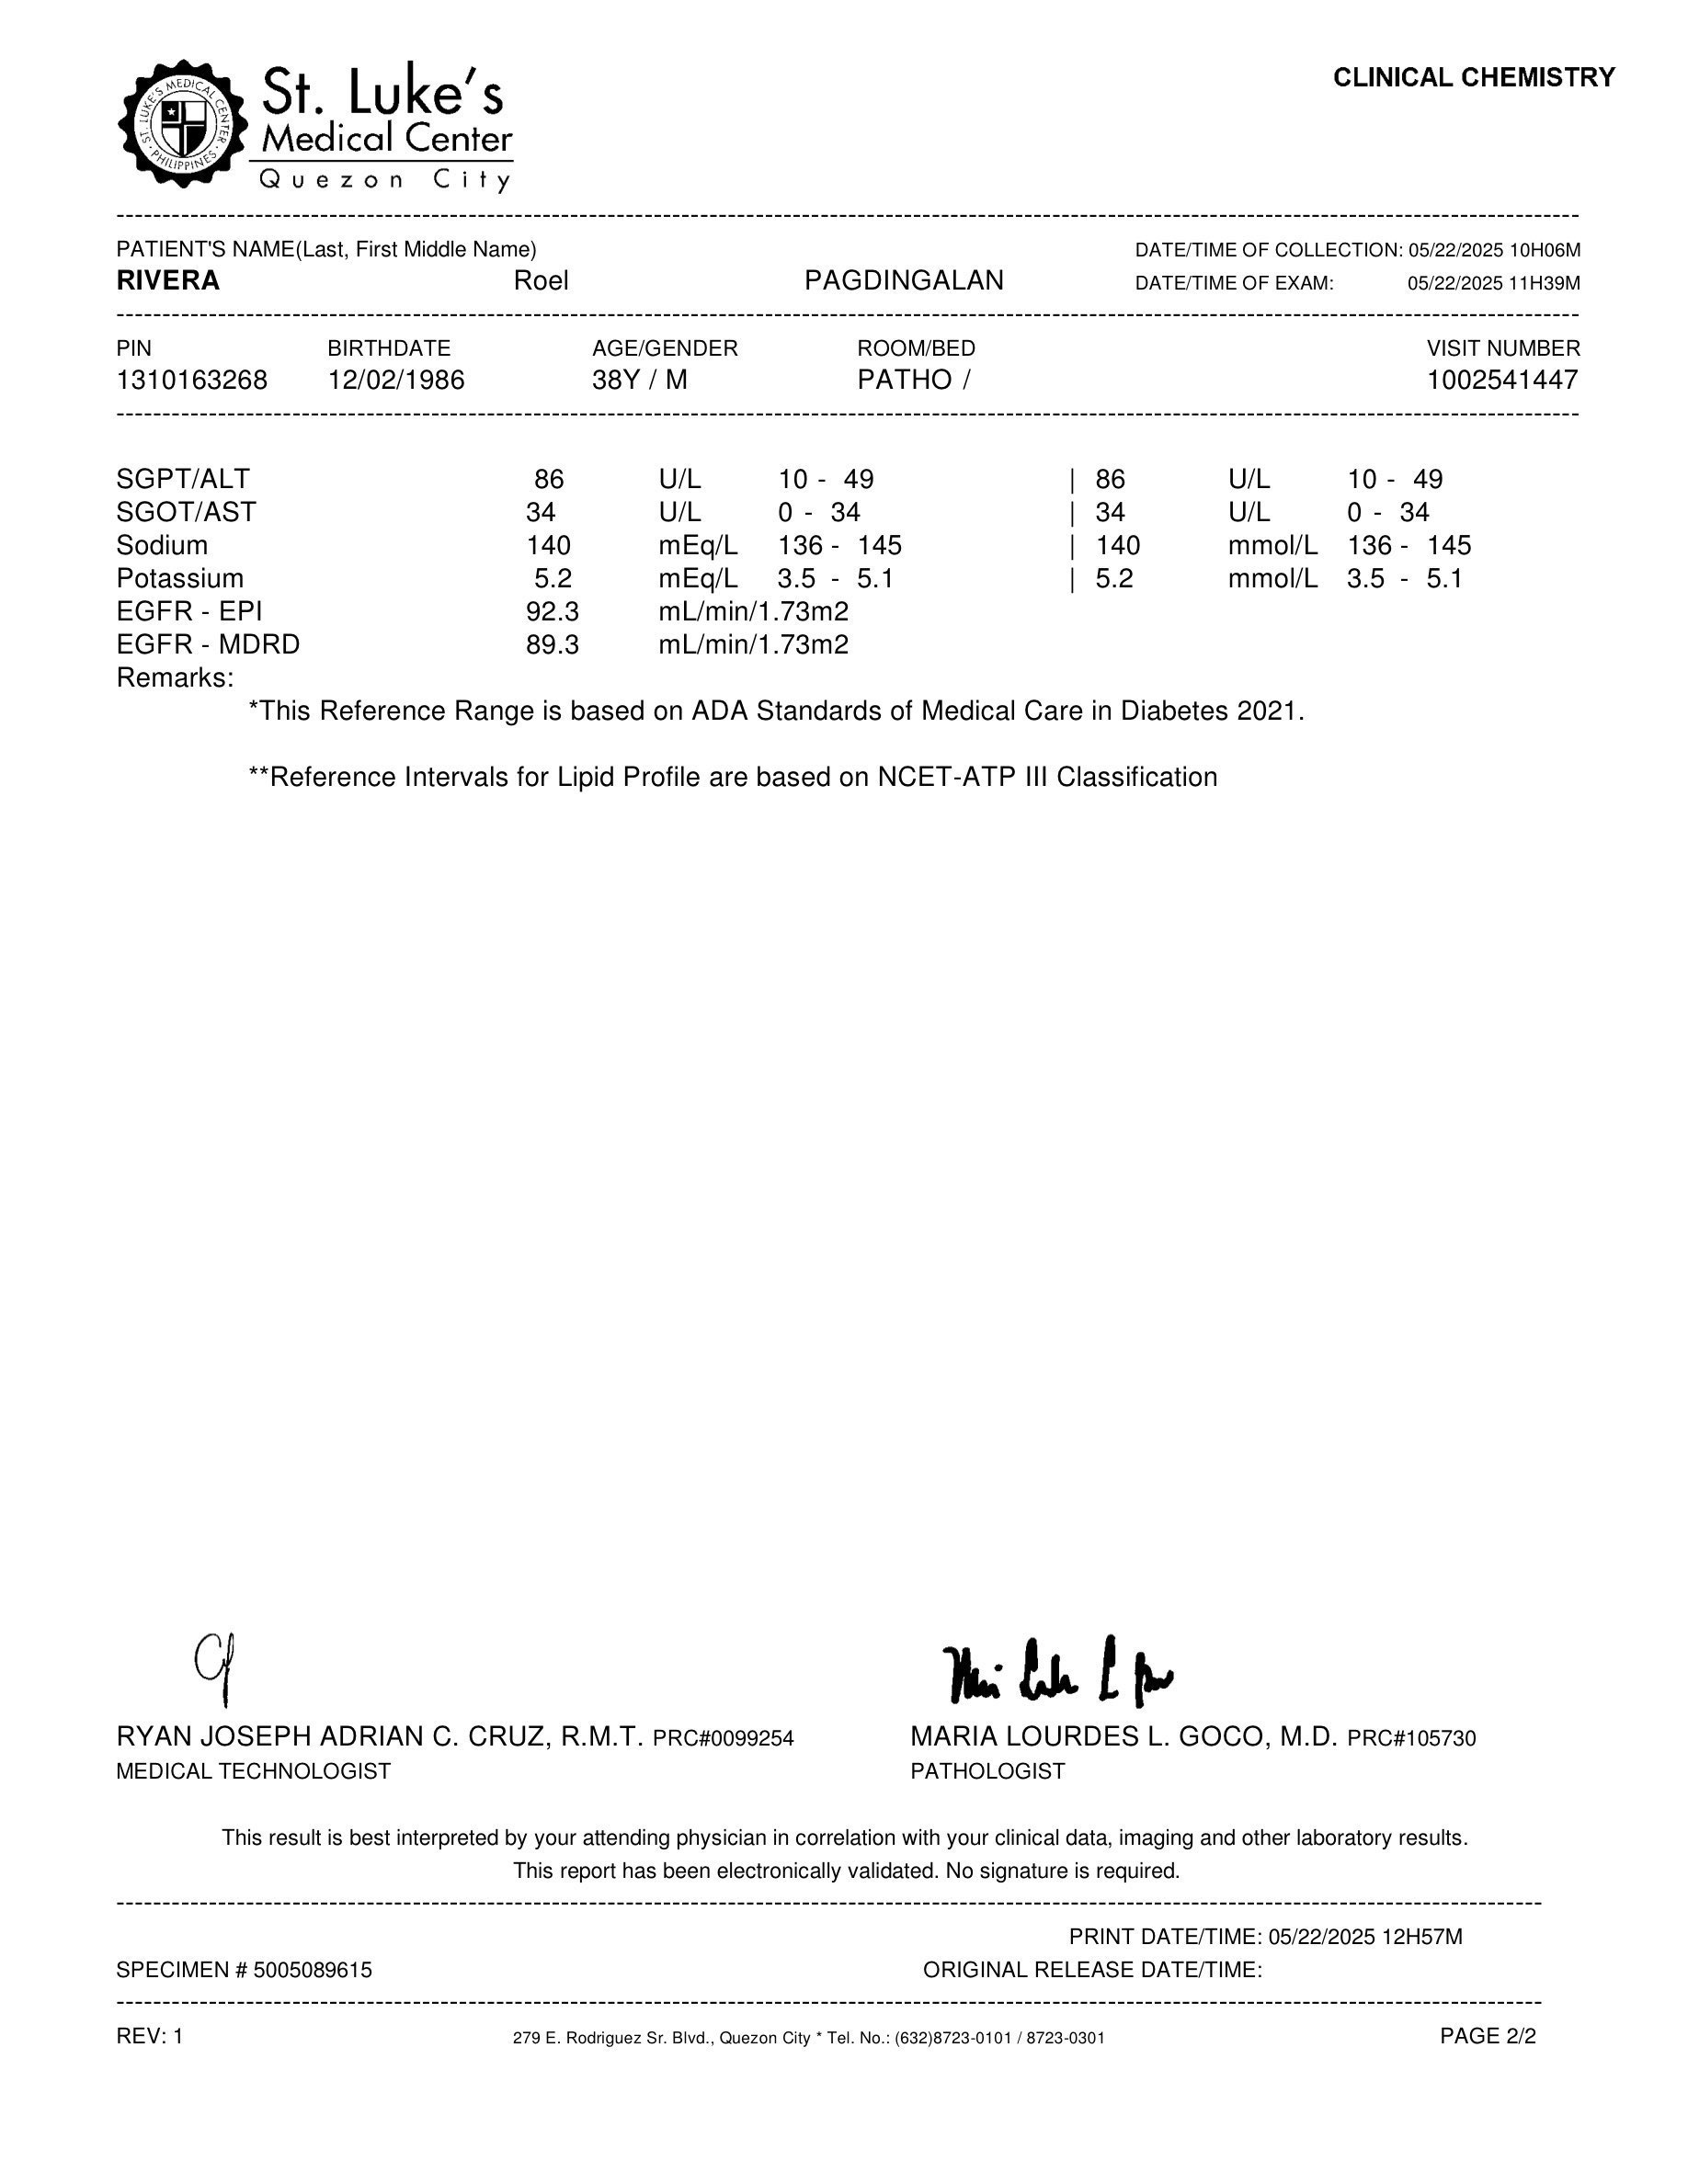 CLINICAL CHEMISTRY
ST. LUKE'S MEDICAL CENTER
PHILIPPINES
St. Luke's
Medical Center
Quezon City
PATIENT'S NAME(Last, First Middle Name) DATE/TIME OF COLLECTION: 05/22/2025 10H06M
RIVERA Roel PAGDINGALAN DATE/TIME OF EXAM: 05/22/2025 11H39M
PIN BIRTHDATE AGE/GENDER ROOM/BED VISIT NUMBER
1310163268 12/02/1986 38Y / M PATHO / 1002541447
SGPT/ALT 86 U/L 10 - 49 | 86 U/L 10 - 49
SGOT/AST 34 U/L 0 - 34 | 34 U/L 0 - 34
Sodium 140 mEq/L 136 - 145 | 140 mmol/L 136 - 145
Potassium 5.2 mEq/L 3.5 - 5.1 | 5.2 mmol/L 3.5 - 5.1
EGFR - EPI 92.3 mL/min/1.73m2
EGFR - MDRD 89.3 mL/min/1.73m2
Remarks:
*This Reference Range is based on ADA Standards of Medical Care in Diabetes 2021.
**Reference Intervals for Lipid Profile are based on NCET-ATP III Classification
RYAN JOSEPH ADRIAN C. CRUZ, R.M.T. PRC#0099254 MARIA LOURDES L. GOCO, M.D. PRC#105730
MEDICAL TECHNOLOGIST PATHOLOGIST
This result is best interpreted by your attending physician in correlation with your clinical data, imaging and other laboratory results.
This report has been electronically validated. No signature is required.
PRINT DATE/TIME: 05/22/2025 12H57M
SPECIMEN # 5005089615 ORIGINAL RELEASE DATE/TIME:
REV: 1 279 E. Rodriguez Sr. Blvd., Quezon City * Tel. No.: (632)8723-0101 / 8723-0301 PAGE 2/2